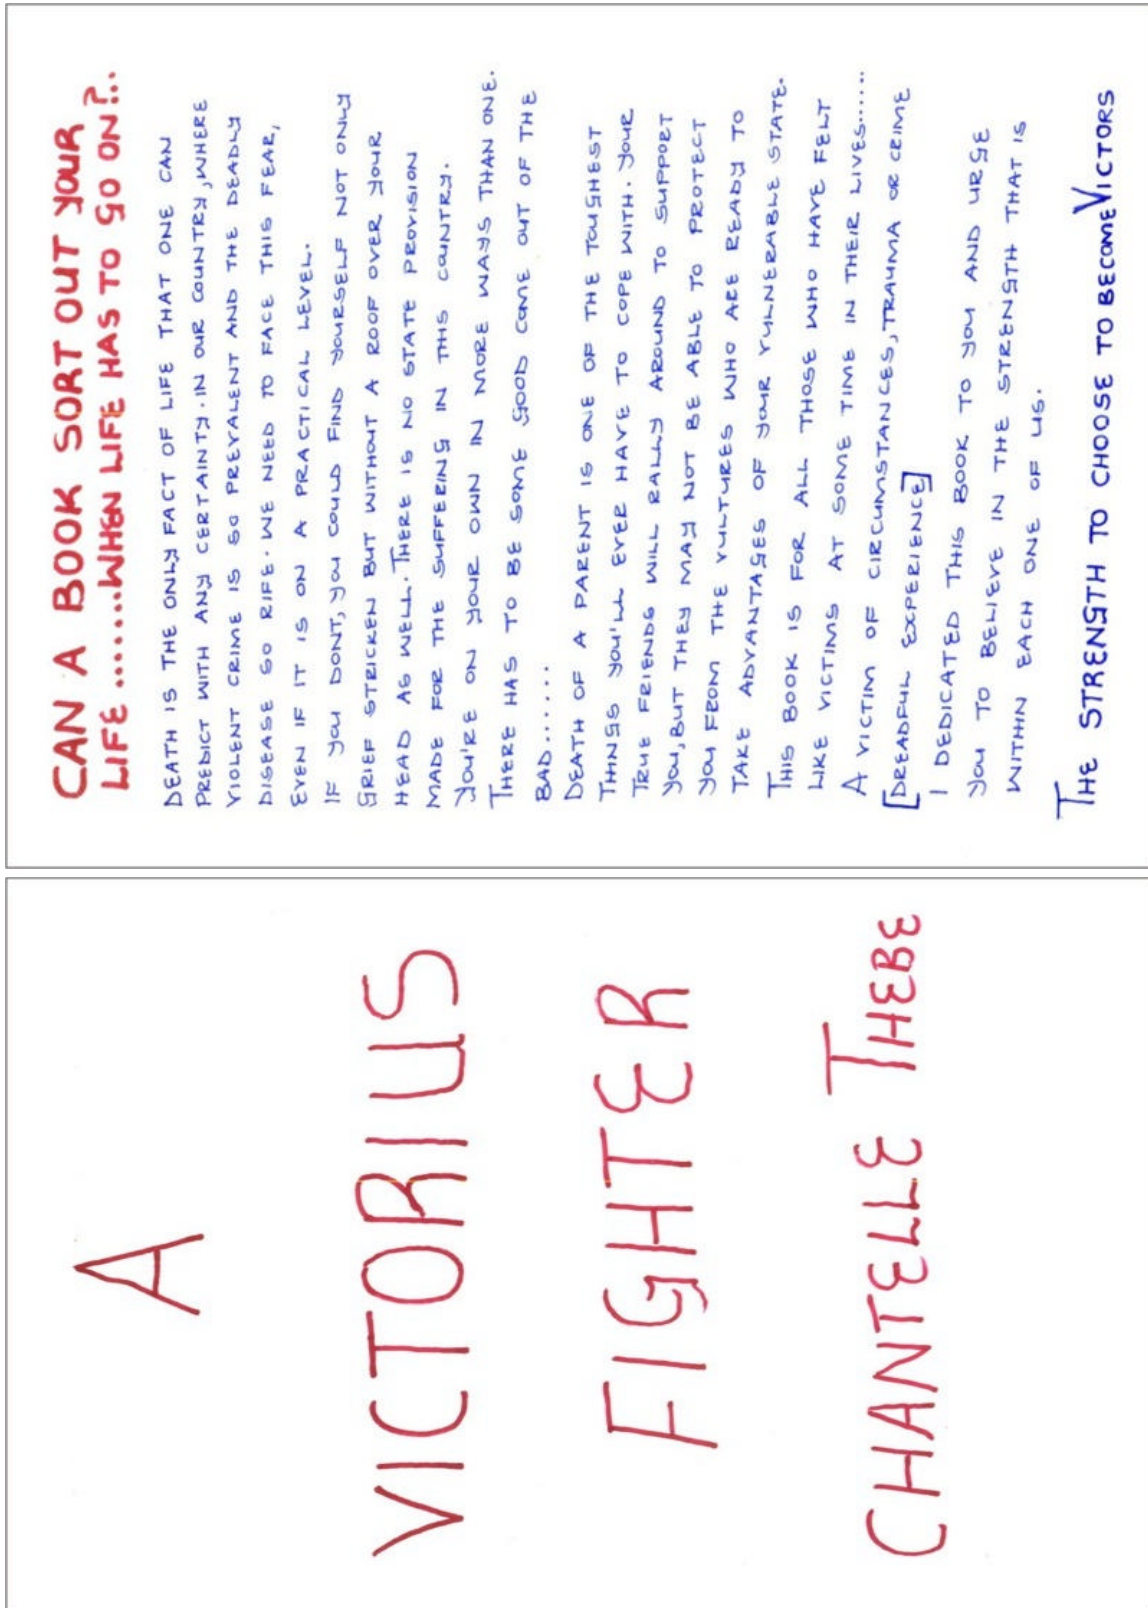 CAN A BOOK SORT OUT YOUR
LIFE.......WHEN LIFE HAS TO GO ON?..
DEATH IS THE ONLY FACT OF LIFE THAT ONE CAN
PREDICT WITH ANY CERTAINTY. IN OUR COUNTRY, WHERE
VIOLENT CRIME IS SO PREVALENT AND THE DEADLY
DISEASE SO RIFE. WE NEED TO FACE THIS FEAR,
EVEN IF IT IS ON A PRACTICAL LEVEL.
IF YOU DONT, YOU COULD FIND YOURSELF NOT ONLY
GRIEF STRICKEN BUT WITHOUT A ROOF OVER YOUR
HEAD AS WELL. THERE IS NO STATE PROVISION
MADE FOR THE SUFFERING IN THIS COUNTRY.
YOU'RE ON YOUR OWN IN MORE WAYS THAN ONE.
THERE HAS TO BE SOME GOOD COME OUT OF THE
BAD......
DEATH OF A PARENT IS ONE OF THE TOUGHEST
THINGS YOU'LL EVER HAVE TO COPE WITH. YOUR
TRUE FRIENDS WILL RALLY AROUND TO SUPPORT
YOU, BUT THEY MAY NOT BE ABLE TO PROTECT
YOU FROM THE VULTURES WHO ARE READY TO
TAKE ADVANTAGES OF YOUR VULNERABLE STATE.
THIS BOOK IS FOR ALL THOSE WHO HAVE FELT
LIKE VICTIMS AT SOME TIME IN THEIR LIVES......
A VICTIM OF CIRCUMSTANCES, TRAUMA OR CRIME
[DREADFUL EXPERIENCE]
I DEDICATED THIS BOOK TO YOU AND URGE
YOU TO BELIEVE IN THE STRENGTH THAT IS
WITHIN EACH ONE OF US.
THE STRENGTH TO CHOOSE TO BECOME VICTORS
A
VICTORIUS
FIGHTER
CHANTELLE THEBE